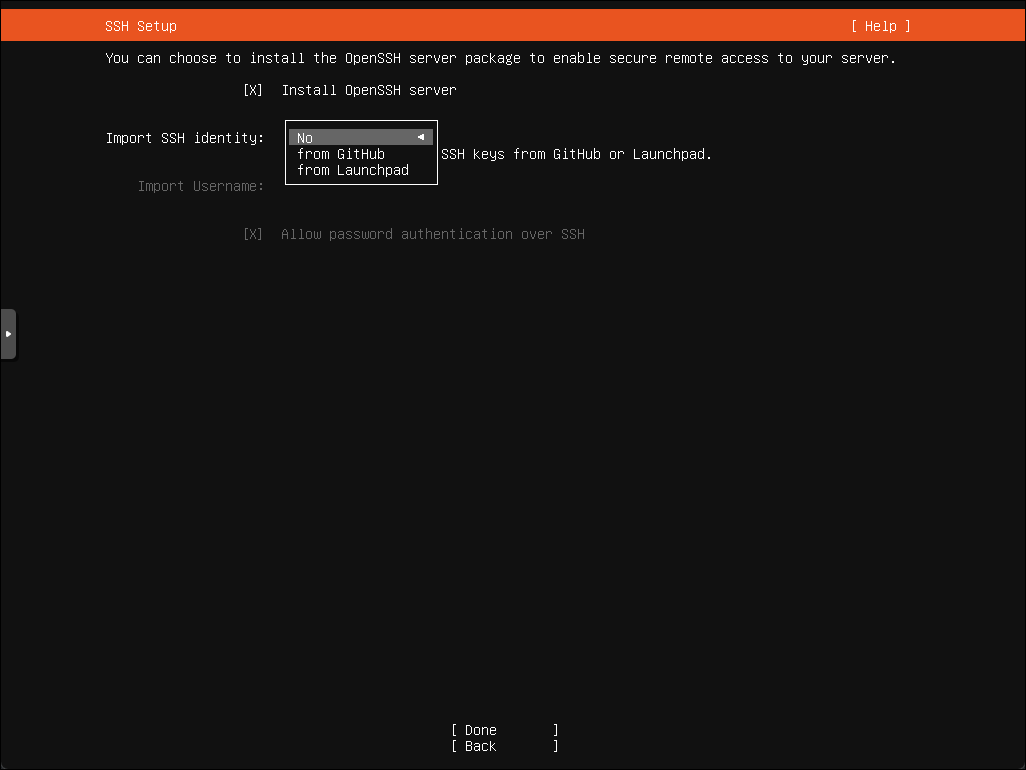 SSH Setup [ Help ]
You can choose to install the OpenSSH server package to enable secure remote access to your server.
[X] Install OpenSSH server
Import SSH identity: No ◄
from GitHub SSH keys from GitHub or Launchpad.
from Launchpad
Import Username:
[X] Allow password authentication over SSH
[ Done ]
[ Back ]